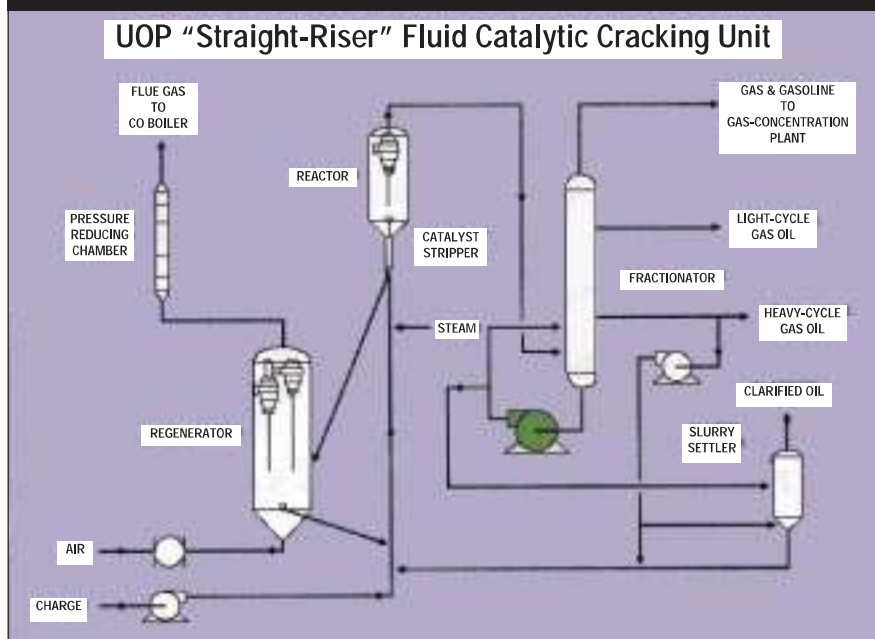 UOP “Straight-Riser” Fluid Catalytic Cracking Unit
FLUE GAS
TO
CO BOILER
GAS & GASOLINE
TO
GAS-CONCENTRATION
PLANT
REACTOR
PRESSURE
REDUCING
CHAMBER
CATALYST
STRIPPER
LIGHT-CYCLE
GAS OIL
FRACTIONATOR
STEAM
HEAVY-CYCLE
GAS OIL
CLARIFIED OIL
REGENERATOR
SLURRY
SETTLER
AIR
CHARGE